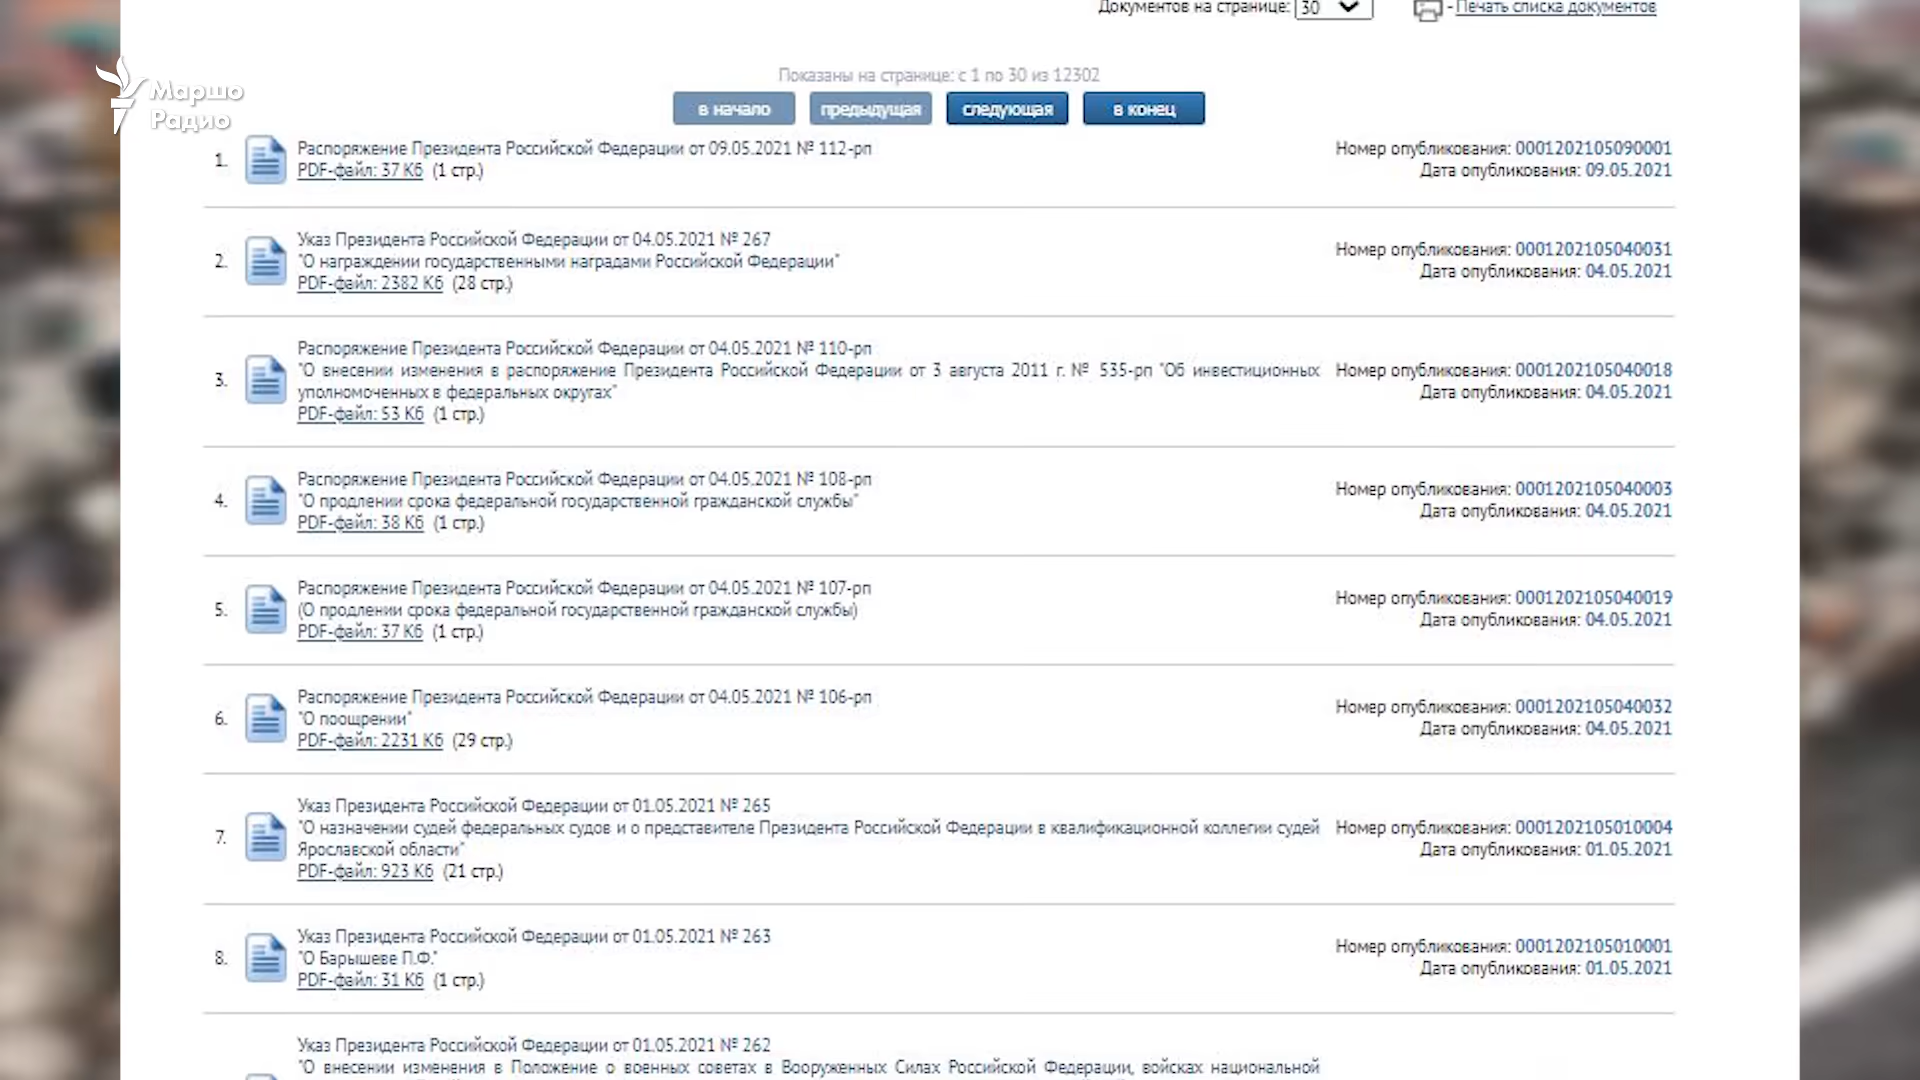 Документов на странице: 30 - Печать списка документов
Маршо
Радио
Показаны на странице: с 1 по 30 из 12302
в начало предыдущая следующая в конец
1. Распоряжение Президента Российской Федерации от 09.05.2021 № 112-рп
PDF-файл: 37 Кб (1 стр.)
Номер опубликования: 0001202105090001
Дата опубликования: 09.05.2021
2. Указ Президента Российской Федерации от 04.05.2021 № 267
"О награждении государственными наградами Российской Федерации"
PDF-файл: 2382 Кб (28 стр.)
Номер опубликования: 0001202105040031
Дата опубликования: 04.05.2021
3. Распоряжение Президента Российской Федерации от 04.05.2021 № 110-рп
"О внесении изменения в распоряжение Президента Российской Федерации от 3 августа 2011 г. № 535-рп "Об инвестиционных
уполномоченных в федеральных округах"
PDF-файл: 53 Кб (1 стр.)
Номер опубликования: 0001202105040018
Дата опубликования: 04.05.2021
4. Распоряжение Президента Российской Федерации от 04.05.2021 № 108-рп
"О продлении срока федеральной государственной гражданской службы"
PDF-файл: 38 Кб (1 стр.)
Номер опубликования: 0001202105040003
Дата опубликования: 04.05.2021
5. Распоряжение Президента Российской Федерации от 04.05.2021 № 107-рп
(О продлении срока федеральной государственной гражданской службы)
PDF-файл: 37 Кб (1 стр.)
Номер опубликования: 0001202105040019
Дата опубликования: 04.05.2021
6. Распоряжение Президента Российской Федерации от 04.05.2021 № 106-рп
"О поощрении"
PDF-файл: 2231 Кб (29 стр.)
Номер опубликования: 0001202105040032
Дата опубликования: 04.05.2021
7. Указ Президента Российской Федерации от 01.05.2021 № 265
"О назначении судей федеральных судов и о представителе Президента Российской Федерации в квалификационной коллегии судей
Ярославской области"
PDF-файл: 923 Кб (21 стр.)
Номер опубликования: 0001202105010004
Дата опубликования: 01.05.2021
8. Указ Президента Российской Федерации от 01.05.2021 № 263
"О Барышеве П.Ф."
PDF-файл: 31 Кб (1 стр.)
Номер опубликования: 0001202105010001
Дата опубликования: 01.05.2021
Указ Президента Российской Федерации от 01.05.2021 № 262
"О внесении изменения в Положение о военных советах в Вооруженных Силах Российской Федерации, войсках национальной